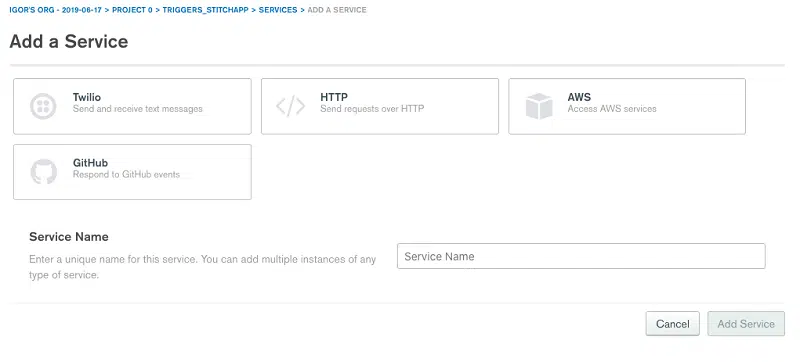 IGOR'S ORG - 2019-06-17 > PROJECT 0 > TRIGGERS_STITCHAPP > SERVICES > ADD A SERVICE
Add a Service
Twilio
Send and receive text messages
HTTP
Send requests over HTTP
AWS
Access AWS services
GitHub
Respond to GitHub events
Service Name
Enter a unique name for this service. You can add multiple instances of any
type of service.
Service Name
Cancel
Add Service